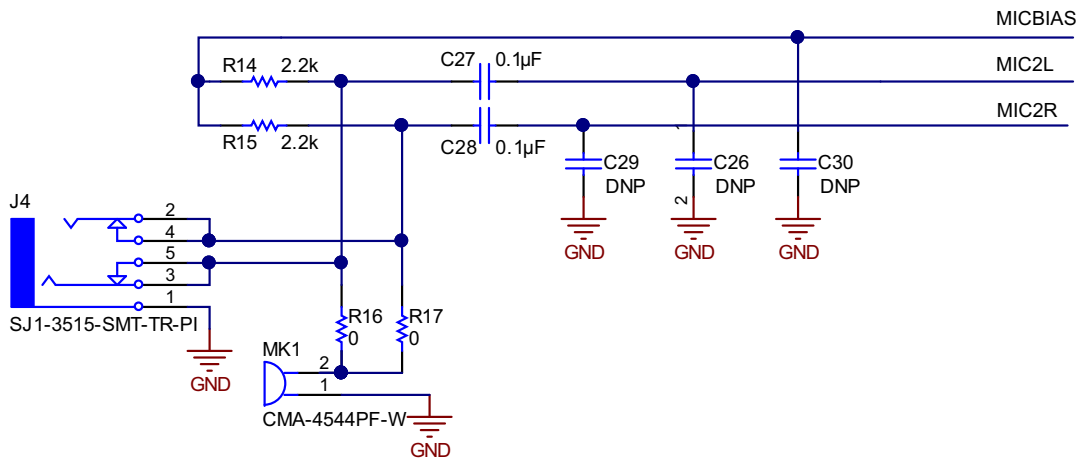 MICBIAS
C27 0.1µF
R14 2.2k
MIC2L
MIC2R
R15 2.2k
C28 0.1µF
1
C29
DNP
C26
DNP
C30
DNP
2
J4
2
4
5
3
1
GND
GND
GND
SJ1-3515-SMT-TR-PI
R16
0
R17
0
GND
MK1
2
1
CMA-4544PF-W
GND